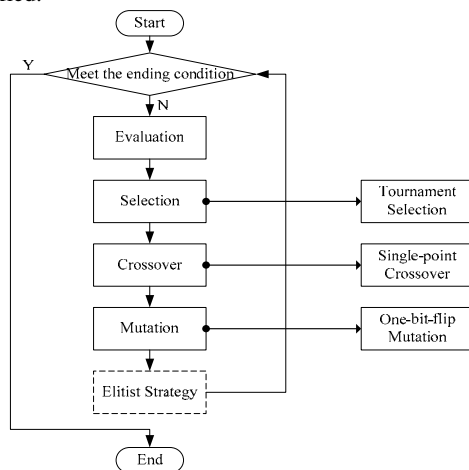 Start
Y
Meet the ending condition
N
Evaluation
Selection
Tournament
Selection
Crossover
Single-point
Crossover
Mutation
One-bit-flip
Mutation
Elitist Strategy
End